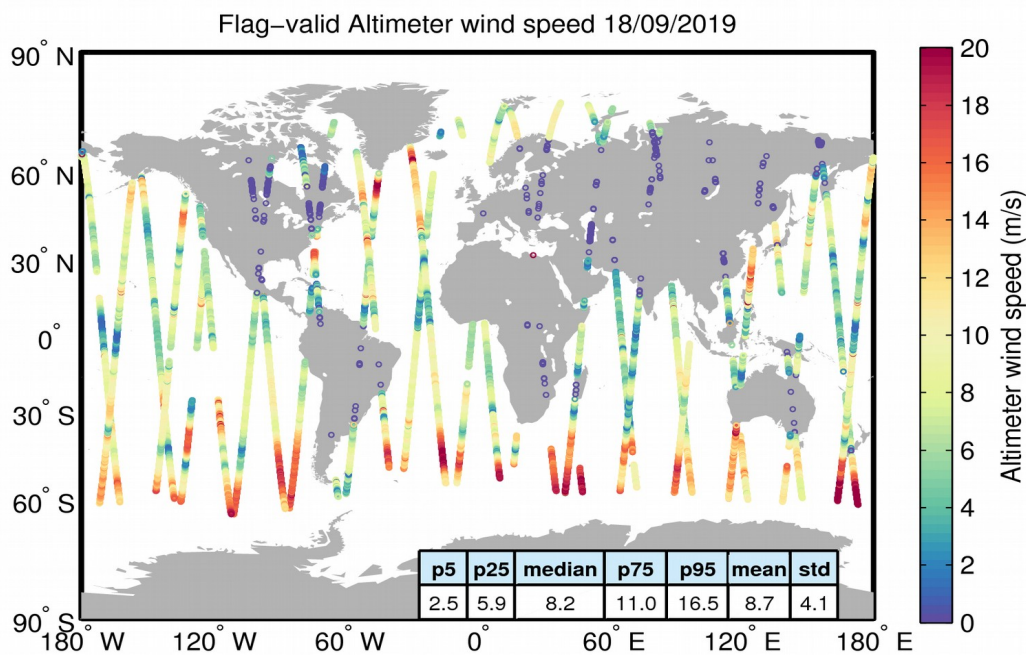 Flag−valid Altimeter wind speed 18/09/2019
90° N
60° N
30° N
0°
30° S
60° S
90° S
180° W
120° W
60° W
0°
60° E
120° E
180° E
p5 p25 median p75 p95 mean std
2.5 5.9 8.2 11.0 16.5 8.7 4.1
20
18
16
14
12
10
8
6
4
2
0
Altimeter wind speed (m/s)